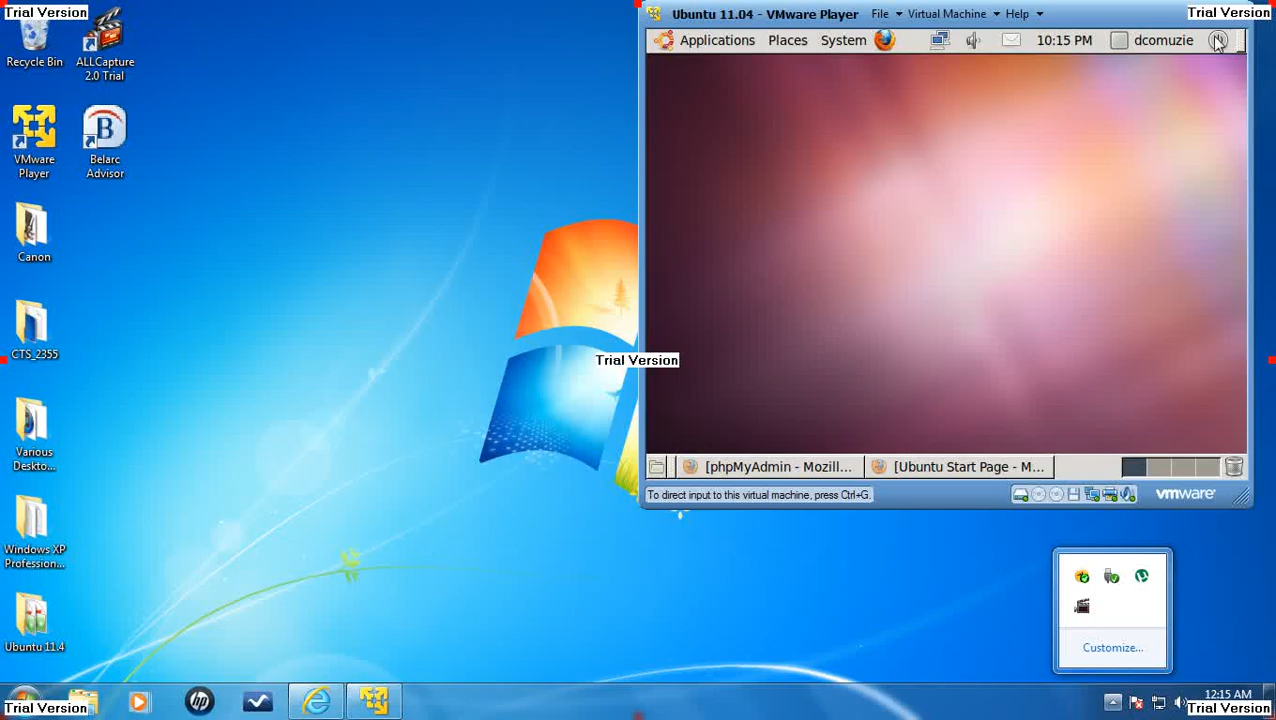 Trial Version
Ubuntu 11.04 - VMware Player File Virtual Machine Help
Trial Version
Applications Places System 10:15 PM dcomuzie
Recycle Bin
ALLCapture
2.0 Trial
VMware
Player
Belarc
Advisor
Canon
CTS_2355
Various
Deskto...
Windows XP
Profession...
Ubuntu 11.4
Trial Version
[phpMyAdmin - Mozill...
[Ubuntu Start Page - M...
To direct input to this virtual machine, press Ctrl+G.
vmware
Customize...
hp
12:15 AM
Trial Version
Trial Version